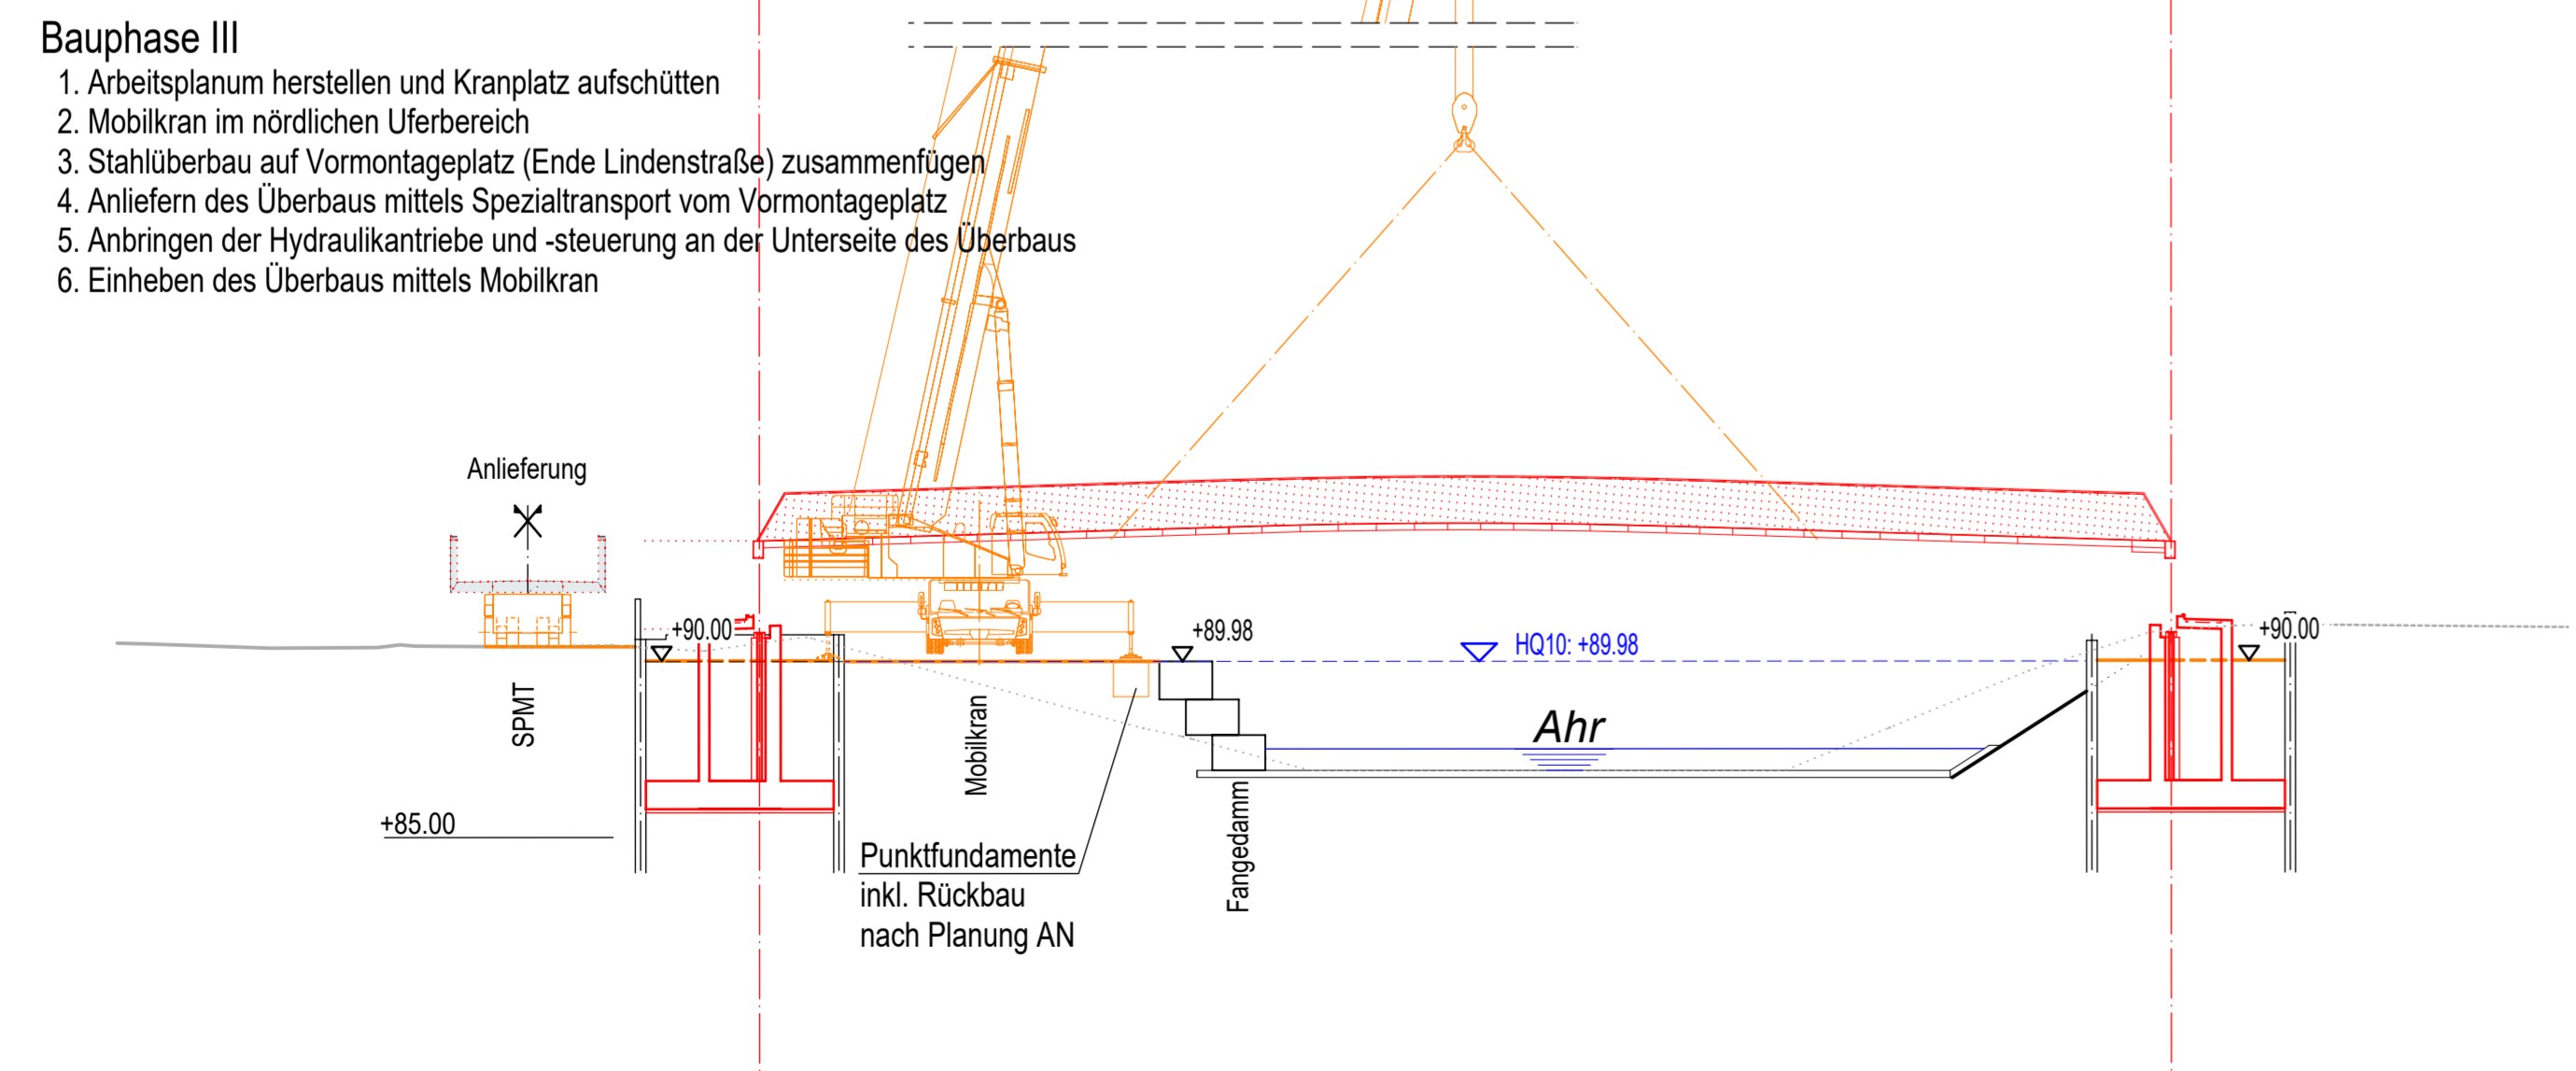 Bauphase III
1. Arbeitsplanum herstellen und Kranplatz aufschütten
2. Mobilkran im nördlichen Uferbereich
3. Stahlüberbau auf Vormontageplatz (Ende Lindenstraße) zusammenfügen
4. Anliefern des Überbaus mittels Spezialtransport vom Vormontageplatz
5. Anbringen der Hydraulikantriebe und -steuerung an der Unterseite des Überbaus
6. Einheben des Überbaus mittels Mobilkran
Anlieferung
+90.00
+89.98
HQ10: +89.98
+90.00
SPMT
Mobilkran
Ahr
Fangedamm
+85.00
Punktfundamente
inkl. Rückbau
nach Planung AN